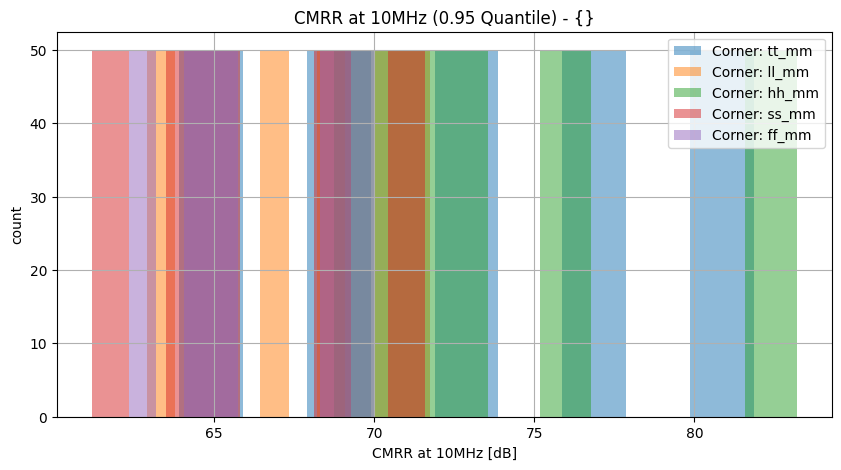 CMRR at 10MHz (0.95 Quantile) - {}
Corner: tt_mm
Corner: ll_mm
Corner: hh_mm
Corner: ss_mm
Corner: ff_mm
count
50
40
30
20
10
0
65
70
75
80
CMRR at 10MHz [dB]